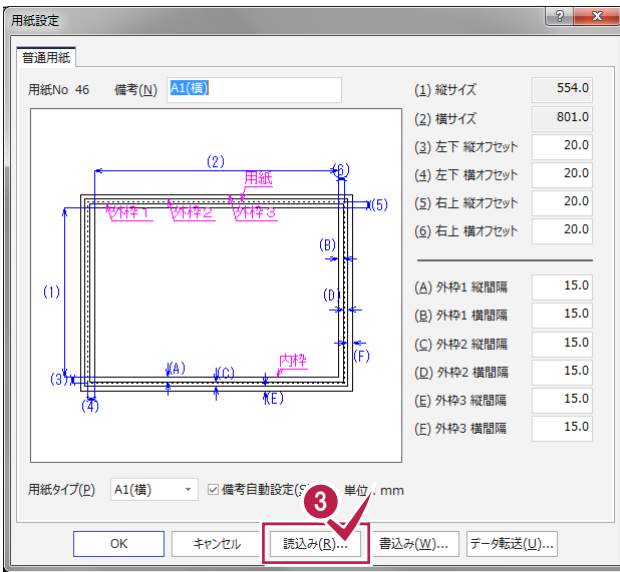 用紙設定
普通用紙
用紙No 46 備考(N) A1(横)
(1) 縦サイズ 554.0
(2) 横サイズ 801.0
(3) 左下 縦オフセット 20.0
(4) 左下 横オフセット 20.0
(5) 右上 縦オフセット 20.0
(6) 右上 横オフセット 20.0
(A) 外枠1 縦間隔 15.0
(B) 外枠1 横間隔 15.0
(C) 外枠2 縦間隔 15.0
(D) 外枠2 横間隔 15.0
(E) 外枠3 縦間隔 15.0
(F) 外枠3 横間隔 15.0
(2)
(6)
用紙
外枠1 外枠2 外枠3
(5)
(B)
(1)
(D)
内枠
(F)
(3)
(A)
(C)
(4)
(E)
用紙タイプ(P) A1(横) 備考自動設定(S) 単位: mm
3
OK キャンセル 読込み(R)... 書込み(W)... データ転送(U)...